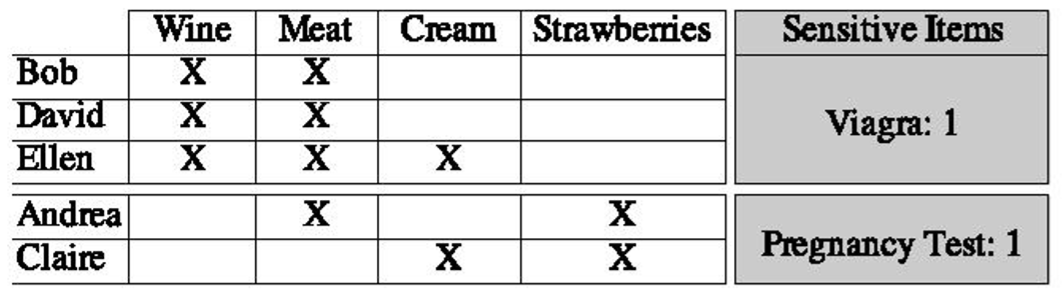 Wine Meat Cream Strawberries Sensitive Items
Bob X X
David X X
Viagra: 1
Ellen X X X
Andrea X X
Pregnancy Test: 1
Claire X X